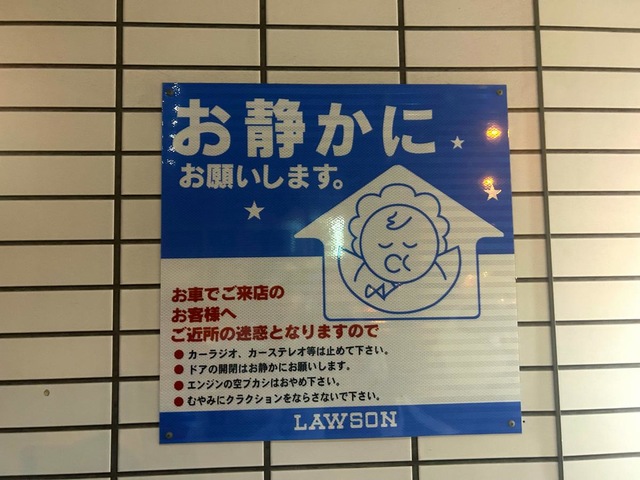 お静かに
お願いします。
お車でご来店の
お客様へ
ご近所の迷惑となりますので
●カーラジオ、カーステレオ等は止めて下さい。
●ドアの開閉はお静かにお願いします。
●エンジンの空ブカシはおやめ下さい。
●むやみにクラクションをならさないで下さい。
LAWSON